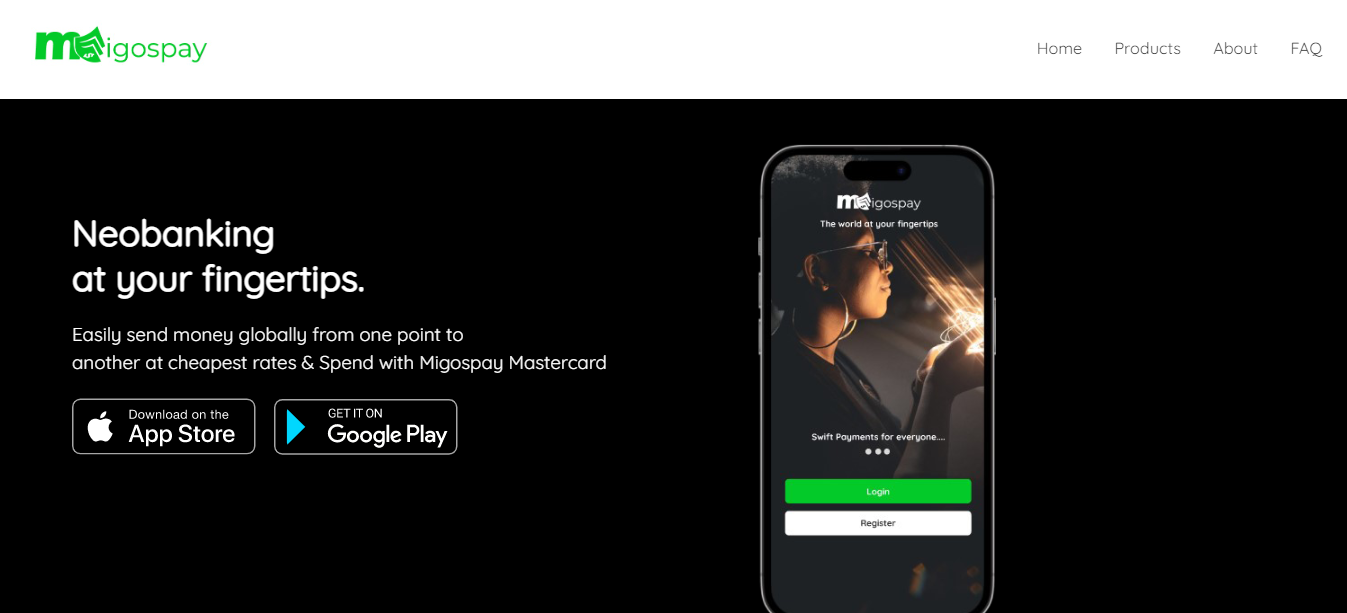 migospay
Home
Products
About
FAQ
Neobanking
at your fingertips.
Easily send money globally from one point to
another at cheapest rates & Spend with Migospay Mastercard
Download on the
App Store
GET IT ON
Google Play
migospay
The world at your fingertips
Swift Payments for everyone....
Login
Register